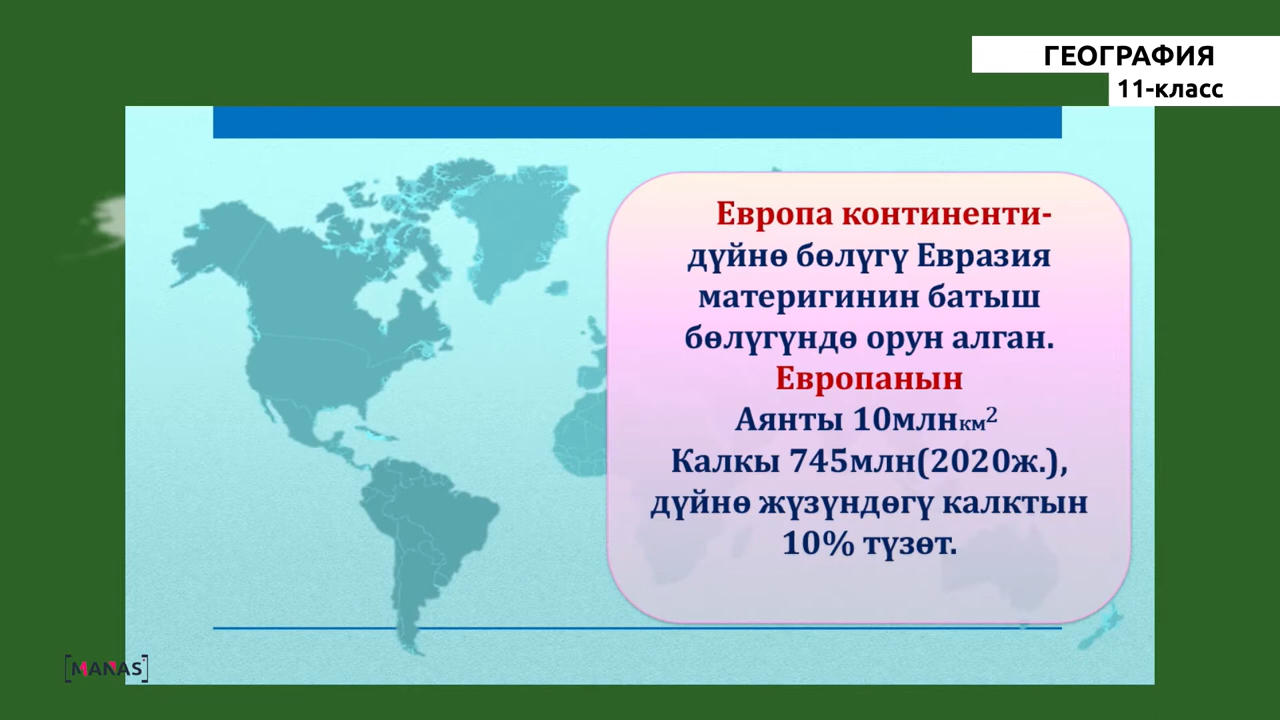 ГЕОГРАФИЯ
11-класс
Европа континенти-
дүйнө бөлүгү Евразия
материгинин батыш
бөлүгүндө орун алган.
Европанын
Аянты 10млнкм²
Калкы 745млн(2020ж.),
дүйнө жүзүндөгү калктын
10% түзөт.
[MANAS]